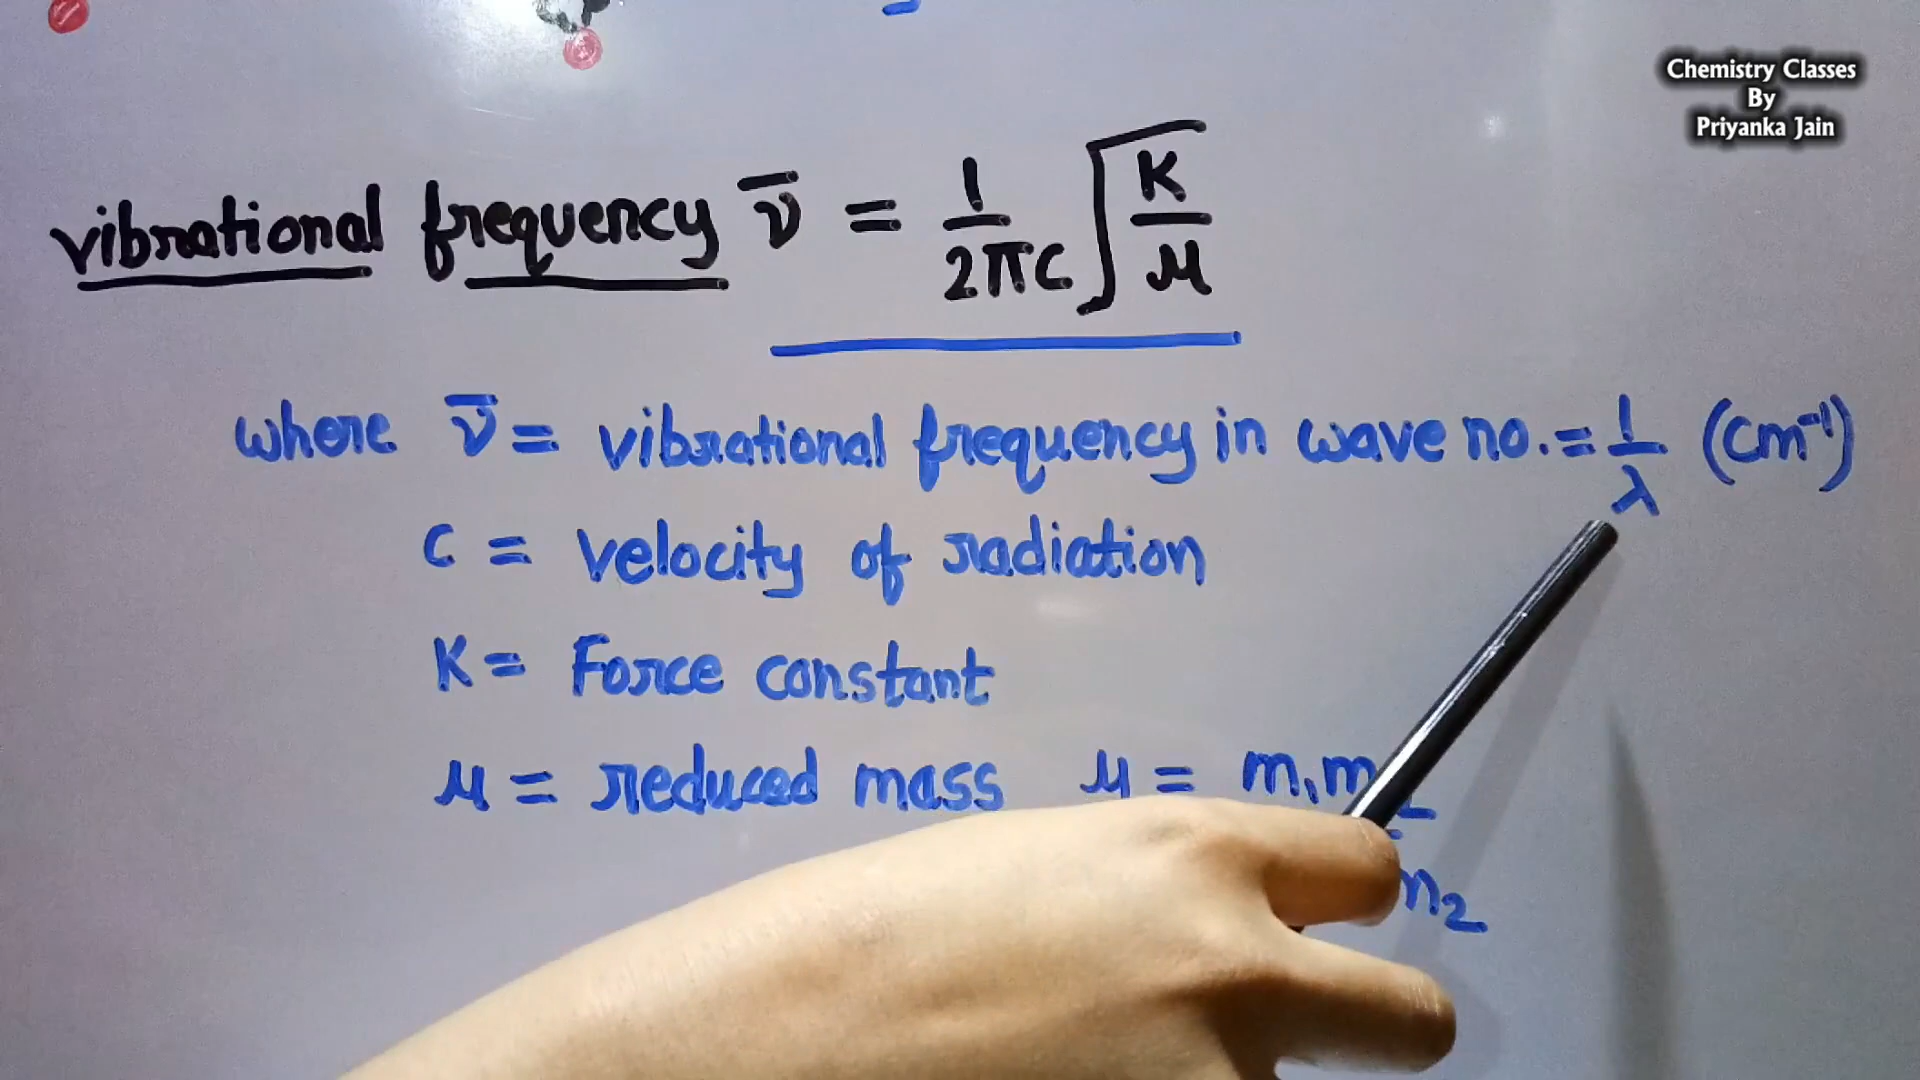 Chemistry Classes
By
Priyanka Jain
vibrational frequency ν̅ = 1/2πc √K/μ
where ν̅ = vibrational frequency in wave no. = 1/λ (cm⁻¹)
c = velocity of radiation
K = Force constant
μ = reduced mass μ = m₁m
m₂